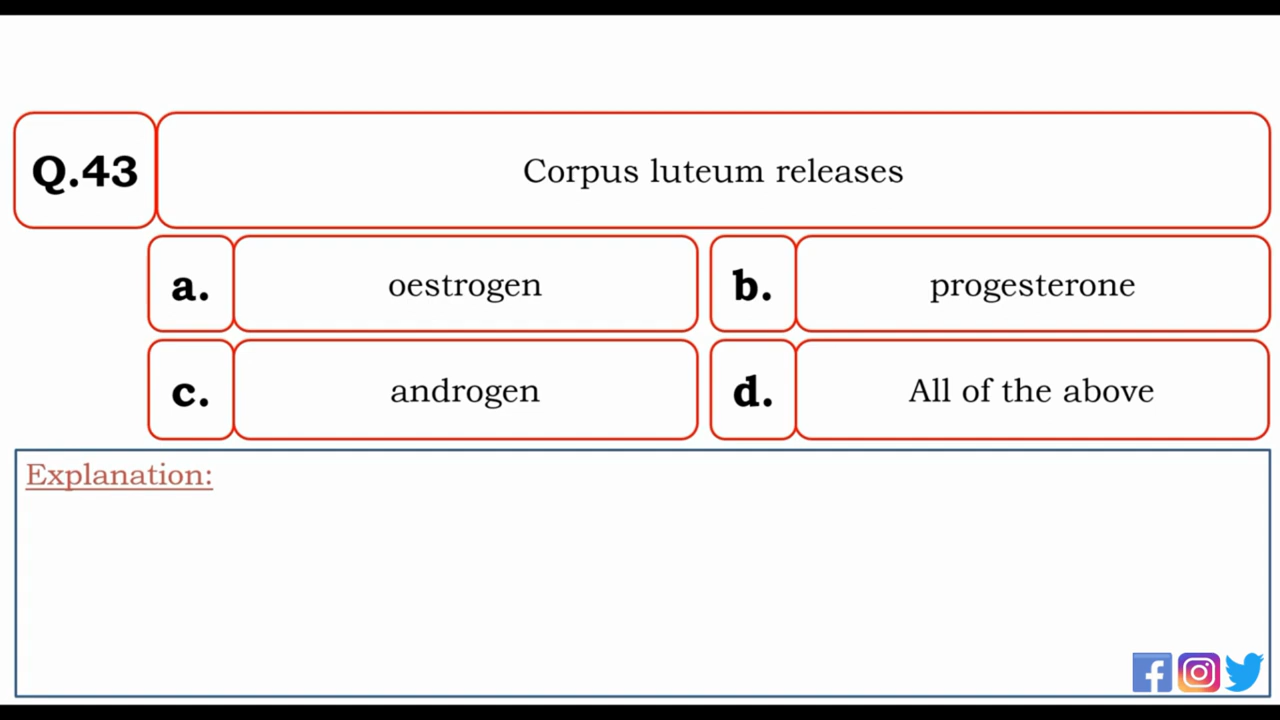 Q.43 Corpus luteum releases
a. oestrogen b. progesterone
c. androgen d. All of the above
Explanation: